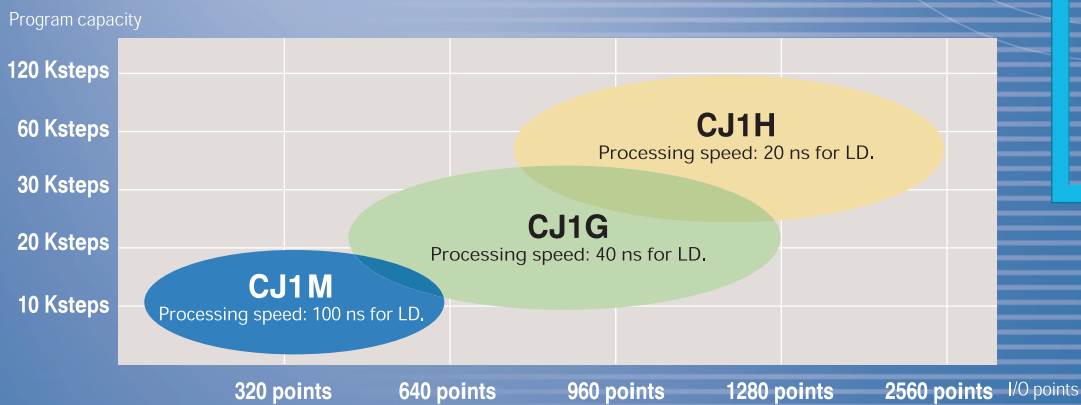 Program capacity
120 Ksteps
60 Ksteps
30 Ksteps
20 Ksteps
10 Ksteps
CJ1H
Processing speed: 20 ns for LD.
CJ1G
Processing speed: 40 ns for LD.
CJ1M
Processing speed: 100 ns for LD.
320 points 640 points 960 points 1280 points 2560 points I/O points